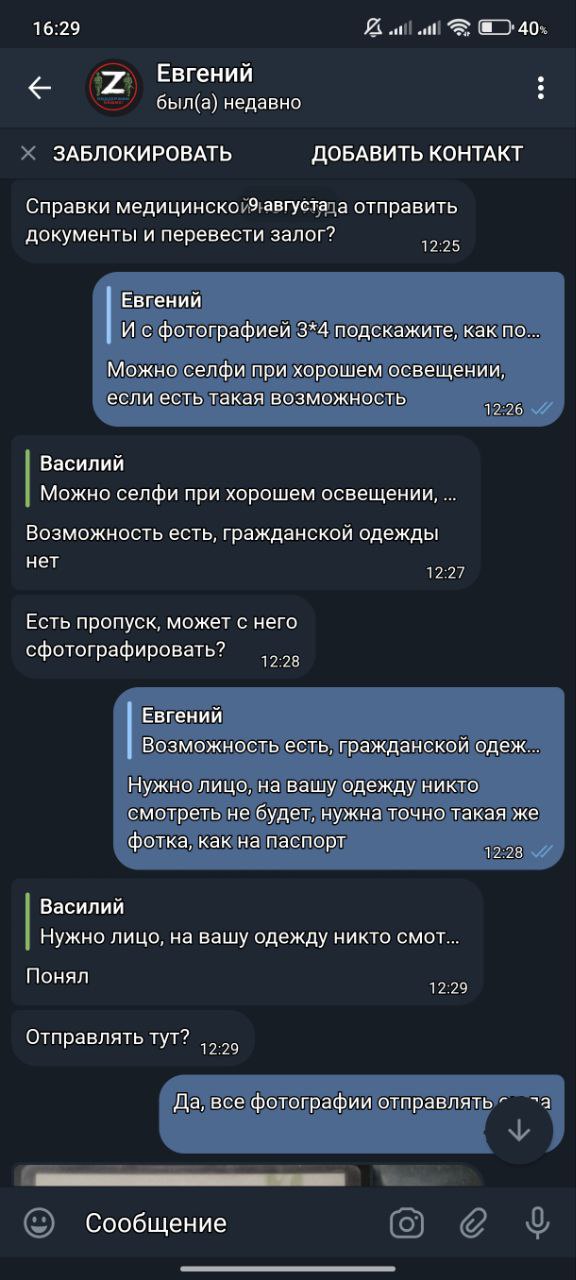 16:29
40%
Z
Евгений
был(а) недавно
ЗАБЛОКИРОВАТЬ
ДОБАВИТЬ КОНТАКТ
9 августа
Справки медицинской нет. Куда отправить
документы и перевести залог?
12:25
Евгений
И с фотографией 3*4 подскажите, как по...
Можно селфи при хорошем освещении,
если есть такая возможность
12:26
Василий
Можно селфи при хорошем освещении, ...
Возможность есть, гражданской одежды
нет
12:27
Есть пропуск, может с него
сфотографировать?
12:28
Евгений
Возможность есть, гражданской одеж...
Нужно лицо, на вашу одежду никто
смотреть не будет, нужна точно такая же
фотка, как на паспорт
12:28
Василий
Нужно лицо, на вашу одежду никто смот...
Понял
12:29
Отправлять тут?
12:29
Да, все фотографии отправлять
Сообщение